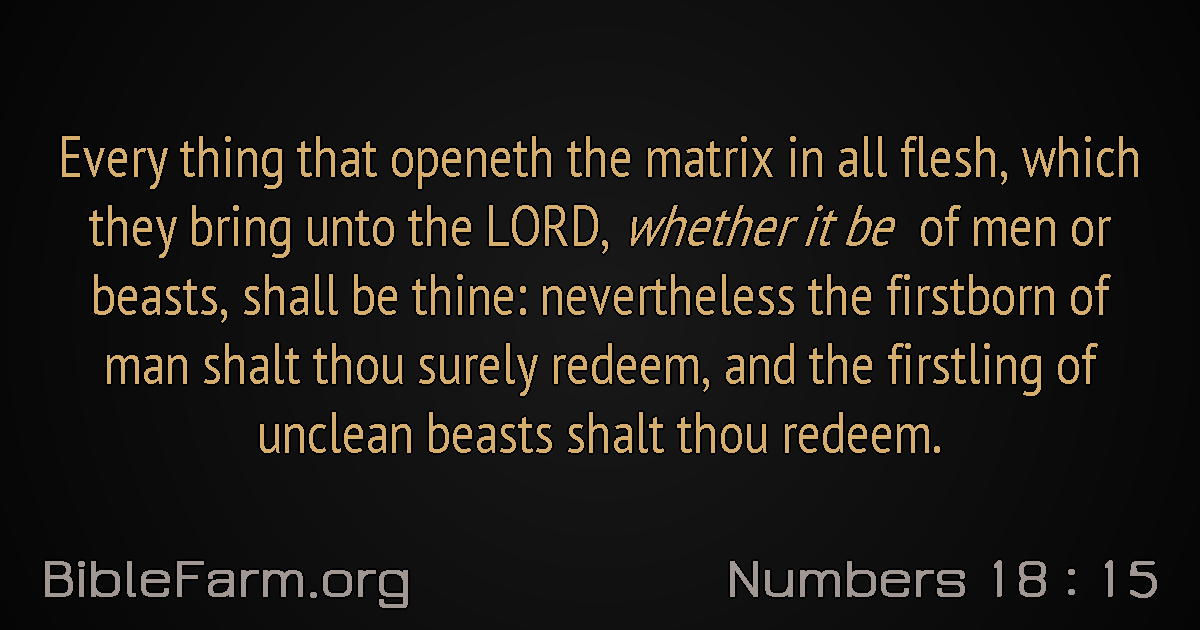 Every thing that openeth the matrix in all flesh, which
they bring unto the LORD, whether it be of men or
beasts, shall be thine: nevertheless the firstborn of
man shalt thou surely redeem, and the firstling of
unclean beasts shalt thou redeem.
BibleFarm.org
Numbers 18 : 15